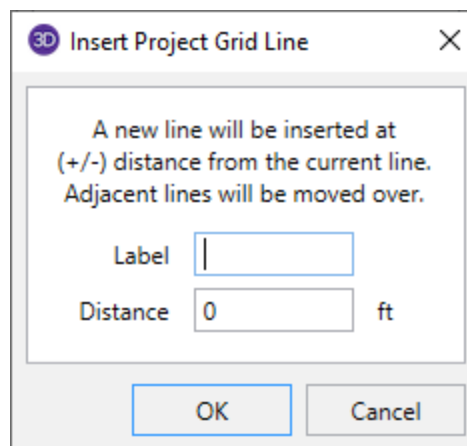 3D Insert Project Grid Line
A new line will be inserted at
(+/-) distance from the current line.
Adjacent lines will be moved over.
Label
Distance 0 ft
OK Cancel